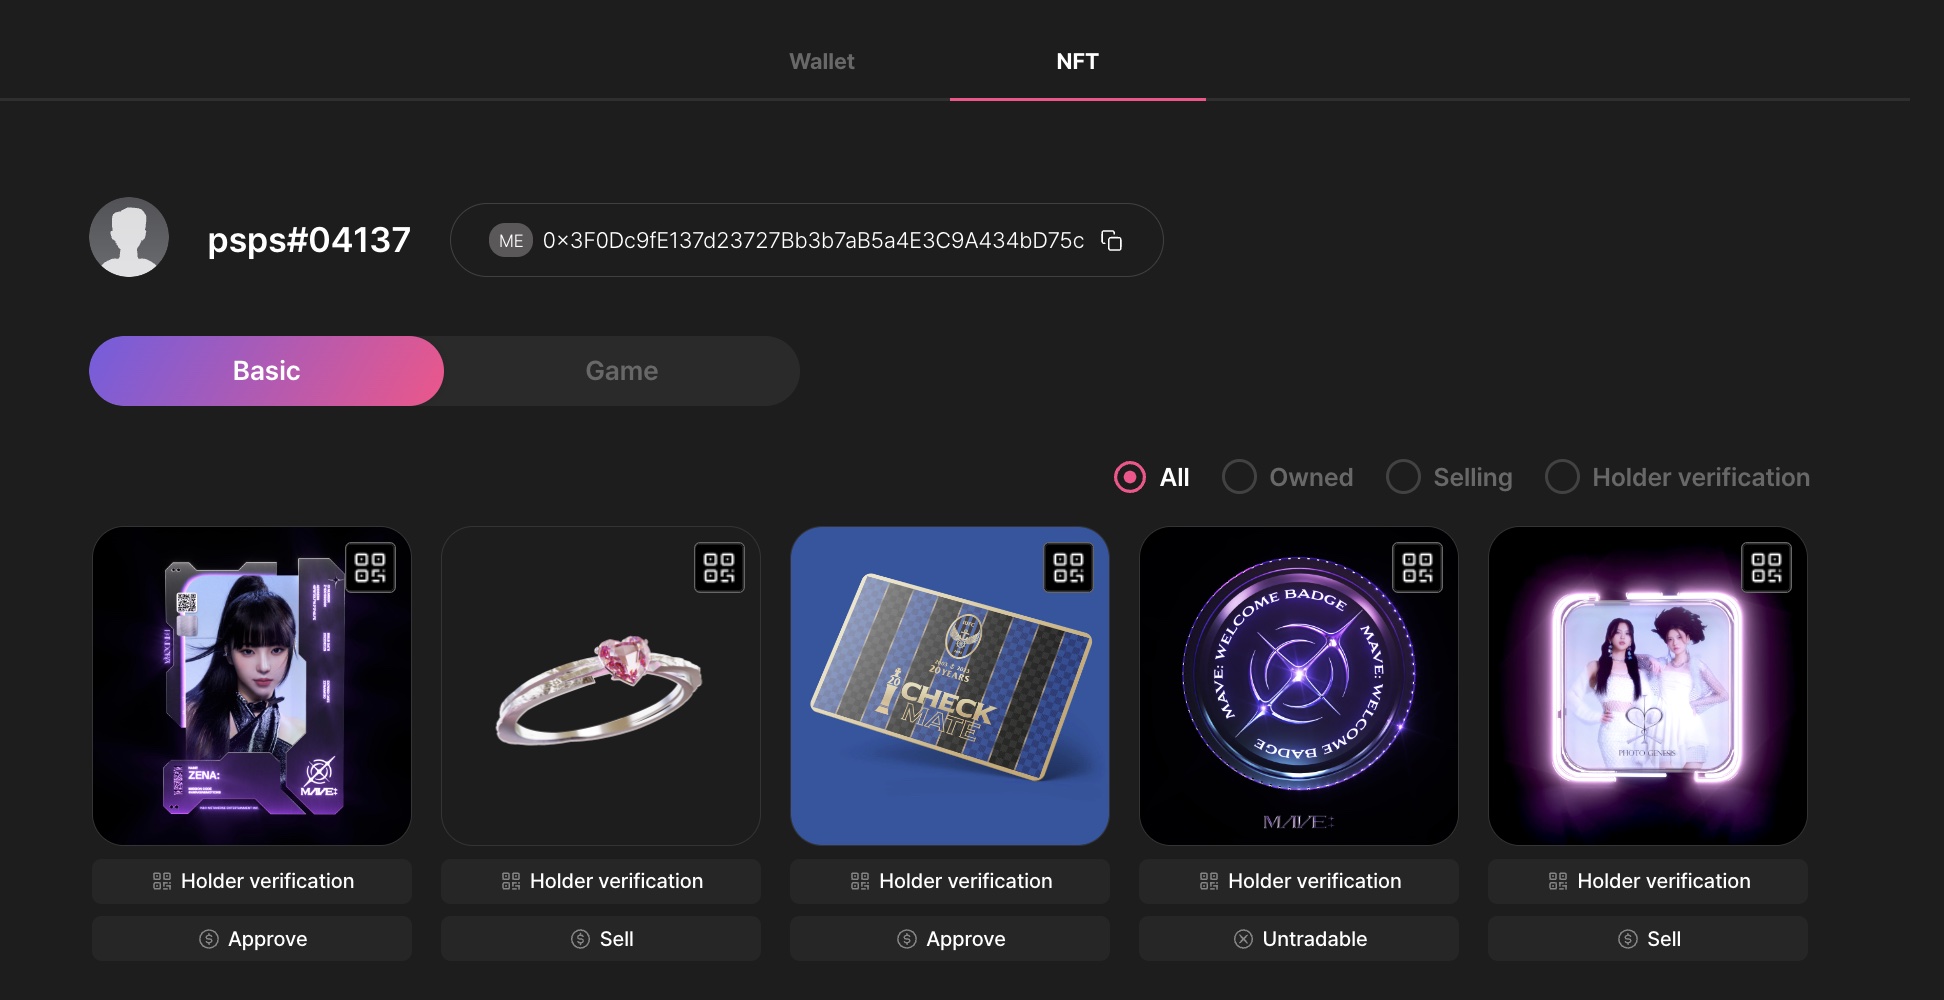 Wallet
NFT
psps#04137
ME 0x3F0Dc9fE137d23727Bb3b7aB5a4E3C9A434bD75c
Basic
Game
All
Owned
Selling
Holder verification
ZENA:
MAVE:
20 YEARS
20
CHECK
MATE
MAVE: WELCOME BADGE
MAVE: WELCOME BADGE
MAVE:
PHOTO GENESIS
Holder verification
Holder verification
Holder verification
Holder verification
Holder verification
Approve
Sell
Approve
Untradable
Sell